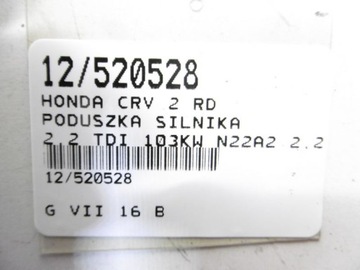 12/520528
HONDA CRV 2 RD
PODUSZKA SILNIKA
2.2 TDI 103KW N22A2 2.2
12/520528
G VII 16 B